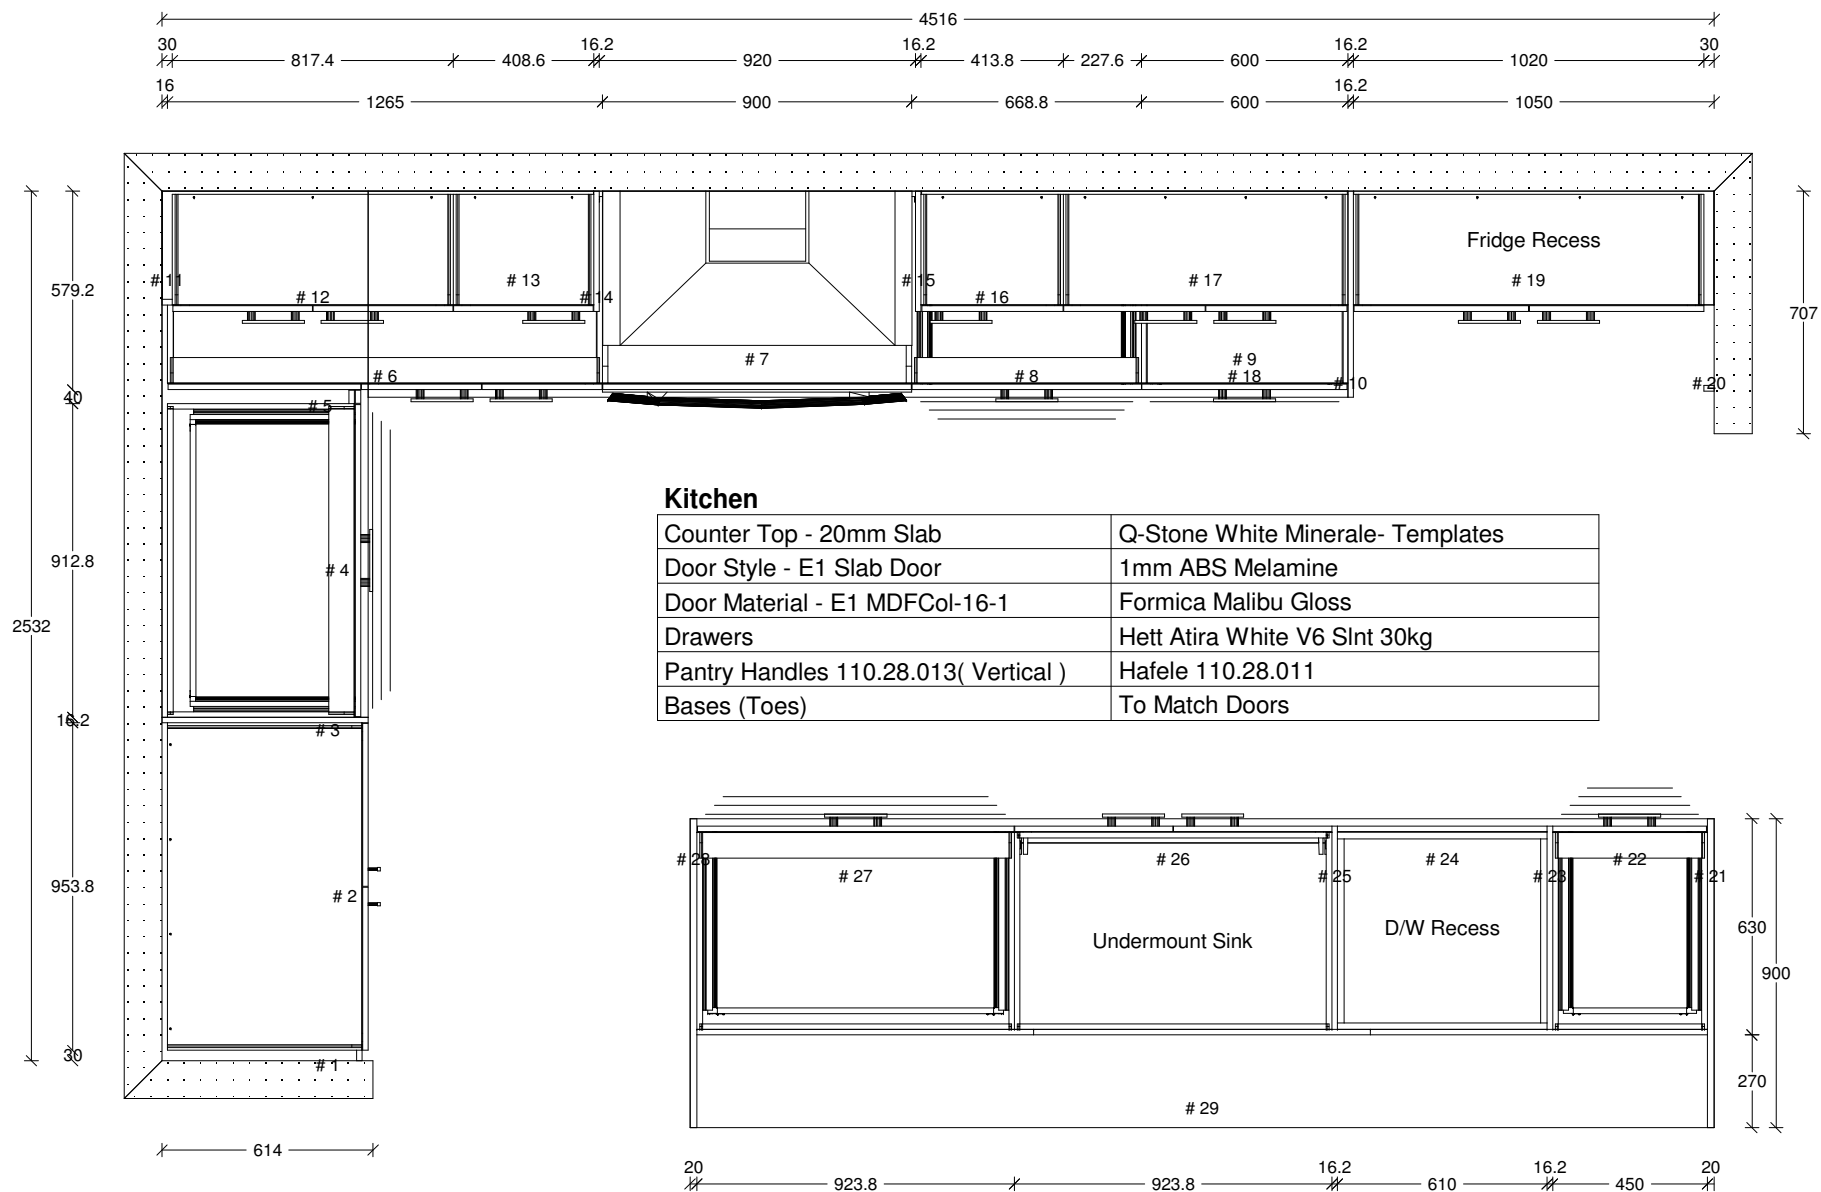 4516
30 16.2 16.2 16.2 30
817.4 408.6 920 413.8 227.6 600 1020
16 16.2
1265 900 668.8 600 1050
Fridge Recess
# 11 # 13 # 15 # 17 # 19
579.2 # 12 # 14 # 16
707
# 7 # 9
# 6 # 8 # 18 # 10 # 20
40
# 5
Kitchen
Counter Top - 20mm Slab Q-Stone White Minerale- Templates
Door Style - E1 Slab Door 1mm ABS Melamine
Door Material - E1 MDFCol-16-1 Formica Malibu Gloss
Drawers Hett Atira White V6 Slnt 30kg
Pantry Handles 110.28.013( Vertical ) Hafele 110.28.011
Bases (Toes) To Match Doors
912.8 # 4
2532
16.2
# 3
953.8 # 2
30
# 1
614
# 28 # 26 # 24 # 22
# 27 # 25 # 23 # 21
Undermount Sink D/W Recess 630
900
270
# 29
20 16.2 16.2 20
923.8 923.8 610 450